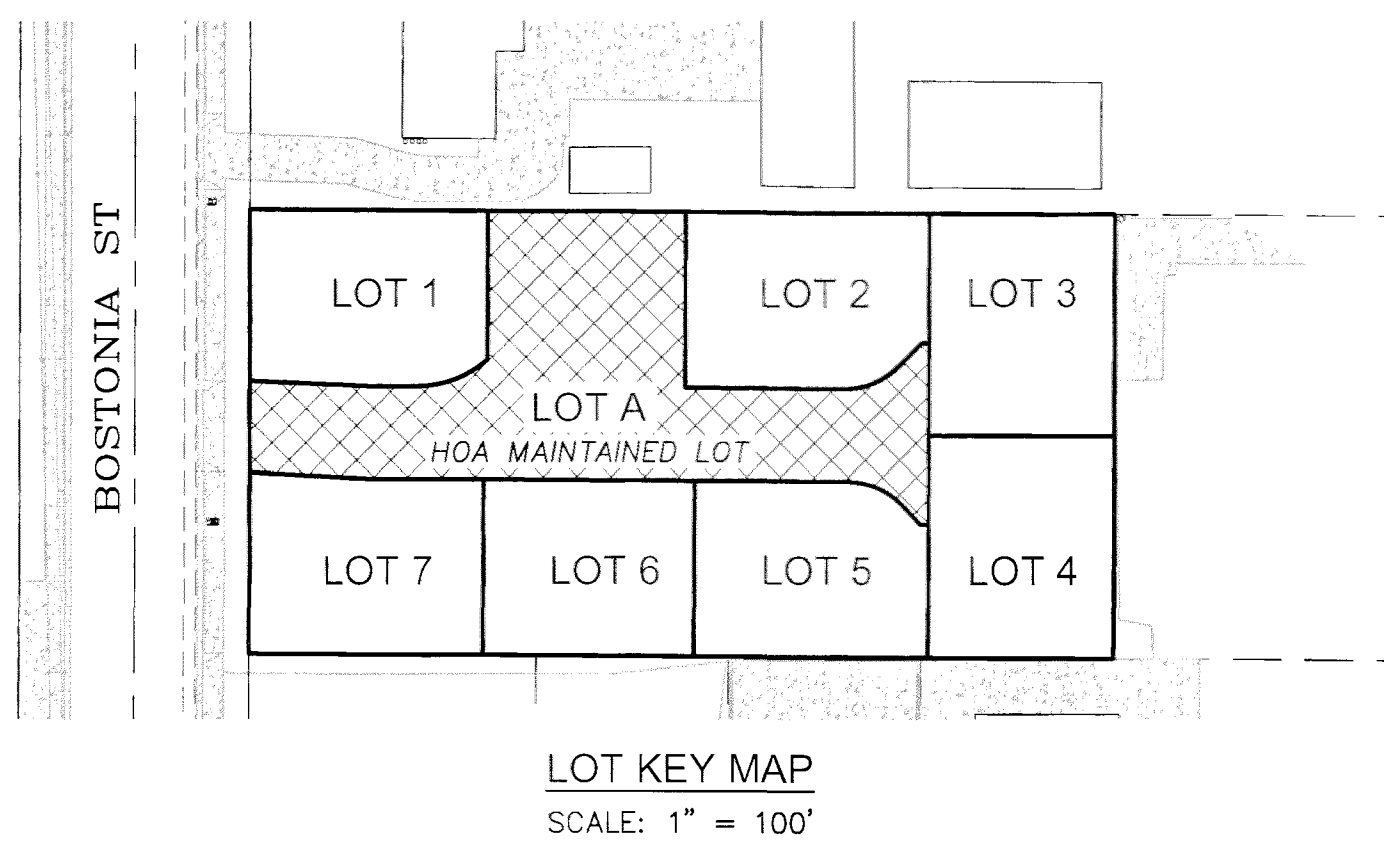 BOSTONIA ST
LOT 1
LOT 2
LOT 3
LOT A
HOA MAINTAINED LOT
LOT 7
LOT 6
LOT 5
LOT 4
LOT KEY MAP
SCALE: 1" = 100'